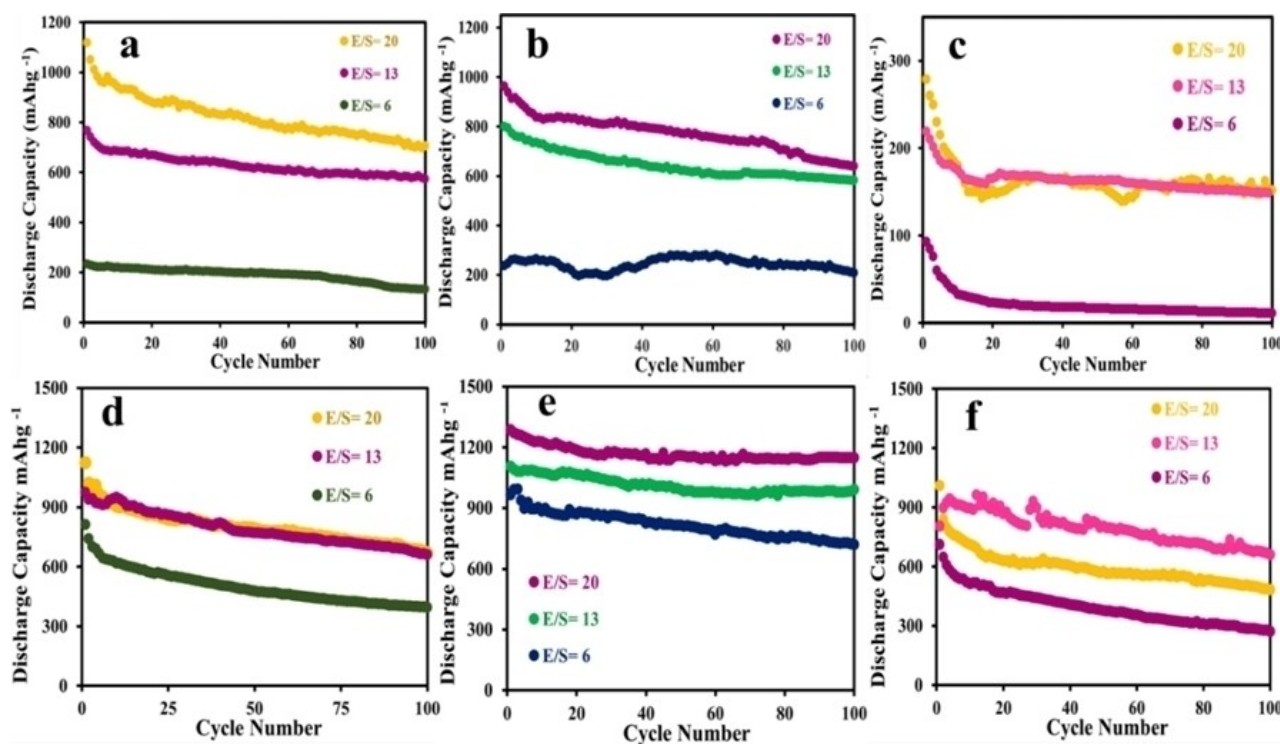 a
E/S= 20
E/S= 13
E/S= 6
Discharge Capacity (mAhg -1)
1200
1000
800
600
400
200
0
0 20 40 60 80 100
Cycle Number
b
E/S= 20
E/S= 13
E/S= 6
Discharge Capacity (mAhg -1)
1200
1000
800
600
400
200
0
0 20 40 60 80 100
Cycle Number
c
E/S= 20
E/S= 13
E/S= 6
Discharge Capacity (mAhg -1)
300
200
100
0
0 20 40 60 80 100
Cycle Number
d
E/S= 20
E/S= 13
E/S= 6
Discharge Capacity mAhg -1
1500
1200
900
600
300
0
0 25 50 75 100
Cycle Number
e
E/S= 20
E/S= 13
E/S= 6
Discharge Capacity mAhg -1
1500
1200
900
600
300
0
0 20 40 60 80 100
Cycle Number
f
E/S= 20
E/S= 13
E/S= 6
Discharge Capacity mAhg -1
1500
1200
900
600
300
0
0 20 40 60 80 100
Cycle Number